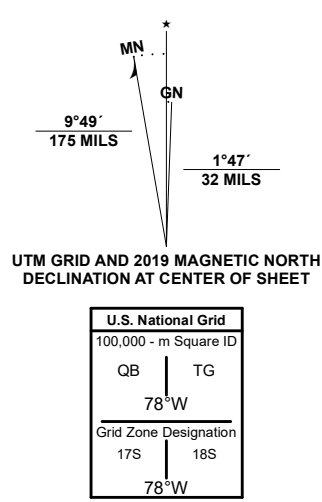 ★
MN
GN
9°49´
175 MILS
1°47´
32 MILS
UTM GRID AND 2019 MAGNETIC NORTH
DECLINATION AT CENTER OF SHEET
U.S. National Grid
100,000 - m Square ID
QB TG
78°W
Grid Zone Designation
17S 18S
78°W